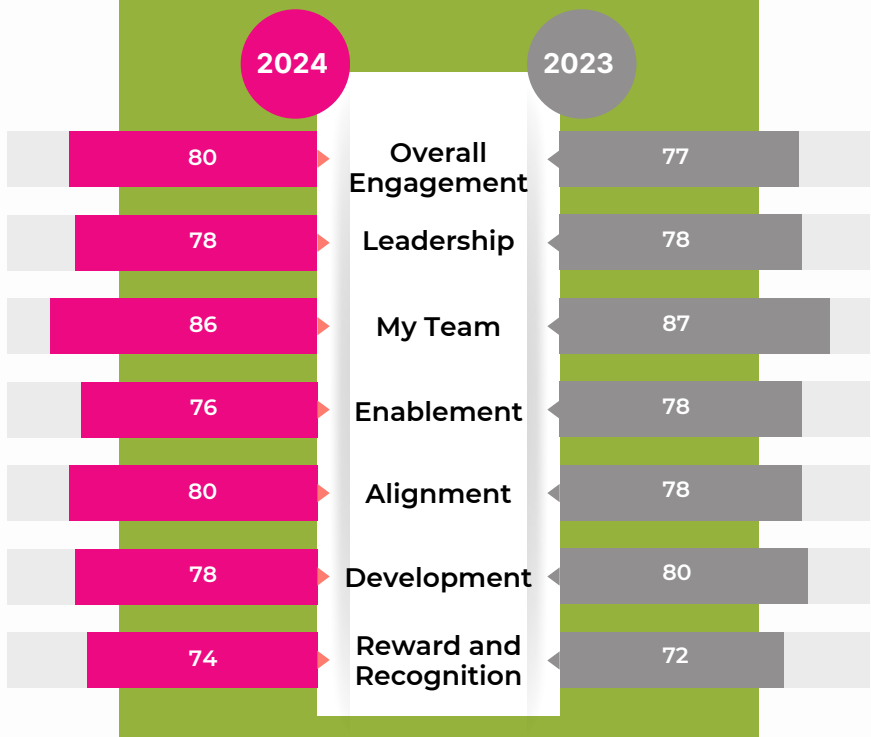 2024
2023
80
Overall
Engagement
77
78
Leadership
78
86
My Team
87
76
Enablement
78
80
Alignment
78
78
Development
80
74
Reward and
Recognition
72